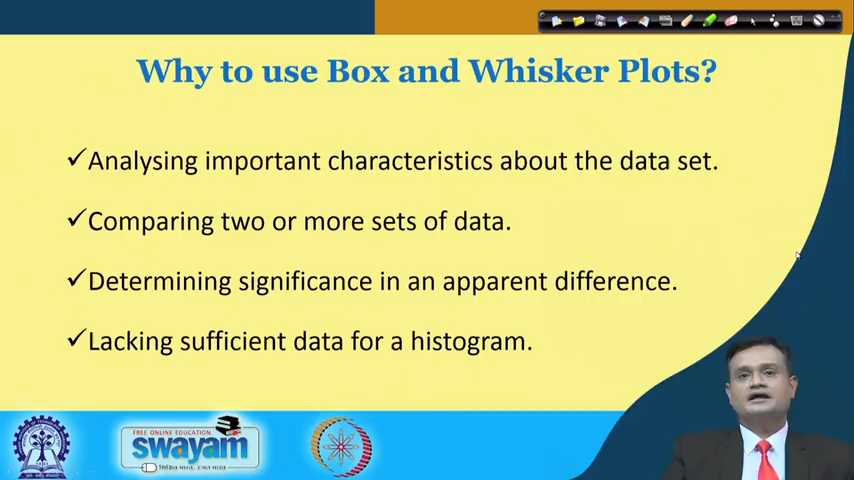 Why to use Box and Whisker Plots?
✓Analysing important characteristics about the data set.
✓Comparing two or more sets of data.
✓Determining significance in an apparent difference.
✓Lacking sufficient data for a histogram.
FREE ONLINE EDUCATION
swayam